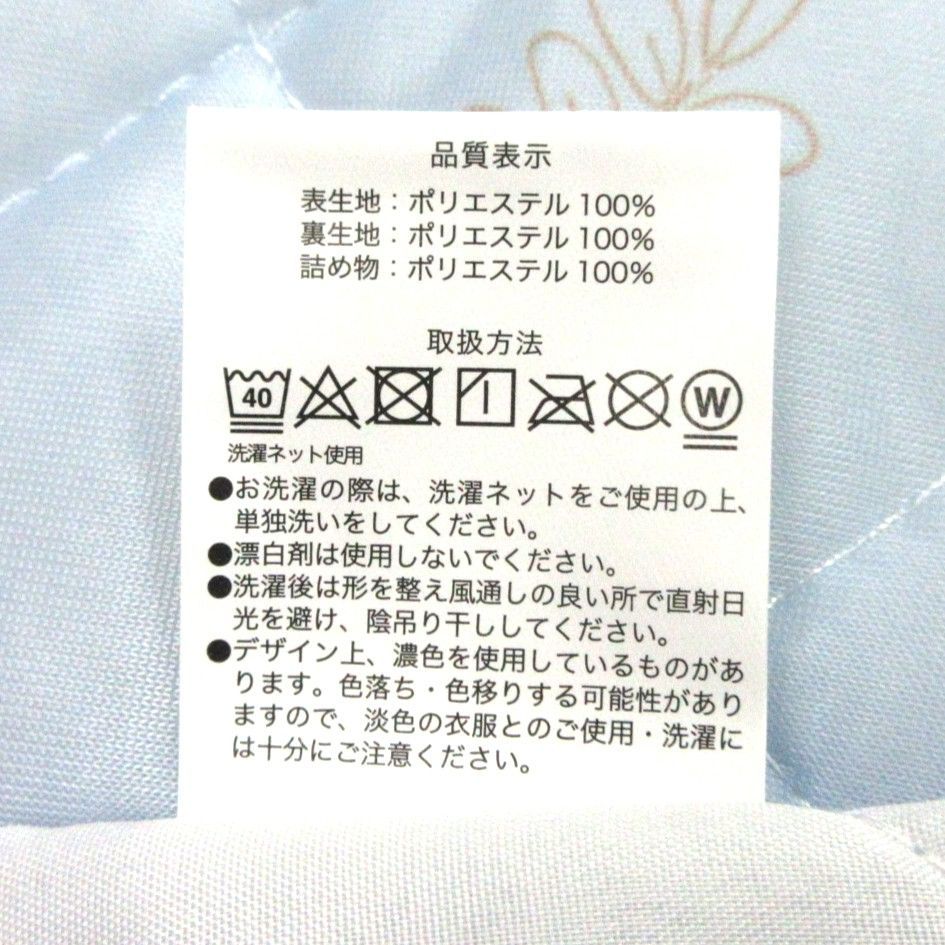 品質表示
表生地：ポリエステル 100%
裏生地：ポリエステル 100%
詰め物：ポリエステル 100%
取扱方法
40 W
洗濯ネット使用
●お洗濯の際は、洗濯ネットをご使用の上、
単独洗いをしてください。
●漂白剤は使用しないでください。
●洗濯後は形を整え風通しの良い所で直射日
光を避け、陰吊り干ししてください。
●デザイン上、濃色を使用しているものがあ
ります。色落ち・色移りする可能性があり
ますので、淡色の衣服とのご使用・洗濯に
は十分にご注意ください。